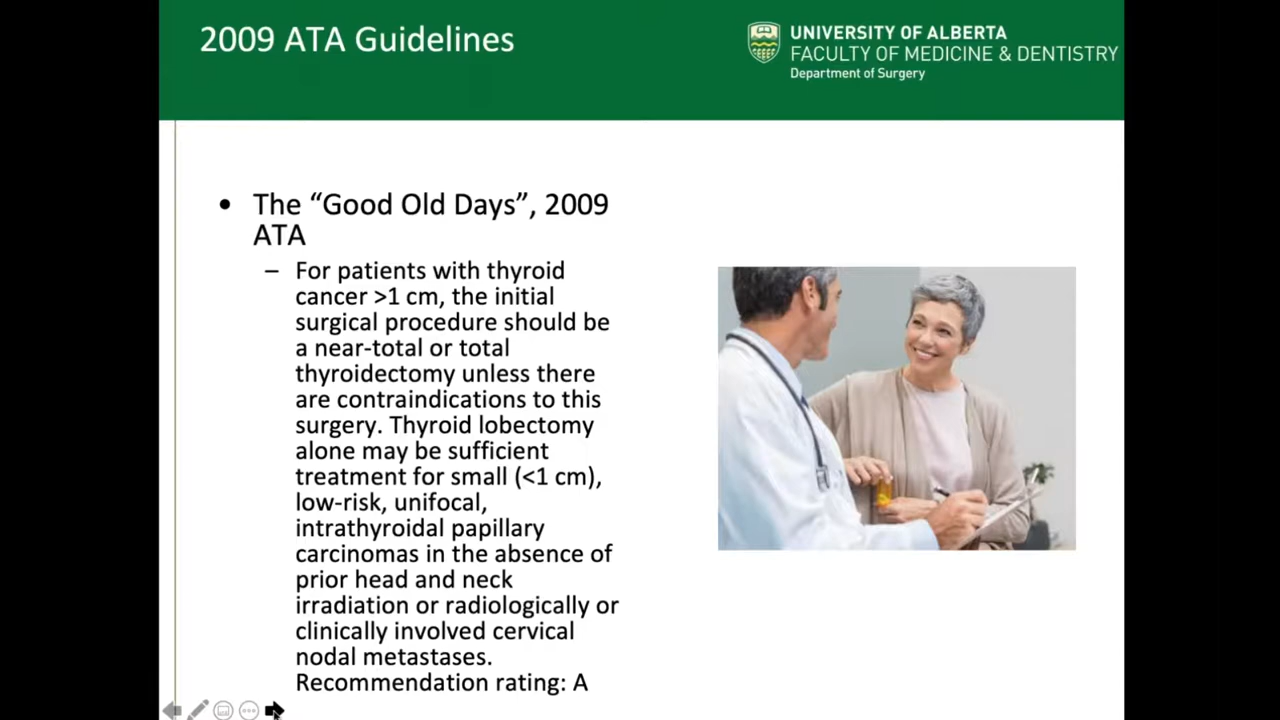 2009 ATA Guidelines
UNIVERSITY OF ALBERTA
FACULTY OF MEDICINE & DENTISTRY
Department of Surgery
• The “Good Old Days”, 2009
ATA
– For patients with thyroid
cancer >1 cm, the initial
surgical procedure should be
a near-total or total
thyroidectomy unless there
are contraindications to this
surgery. Thyroid lobectomy
alone may be sufficient
treatment for small (<1 cm),
low-risk, unifocal,
intrathyroidal papillary
carcinomas in the absence of
prior head and neck
irradiation or radiologically or
clinically involved cervical
nodal metastases.
Recommendation rating: A